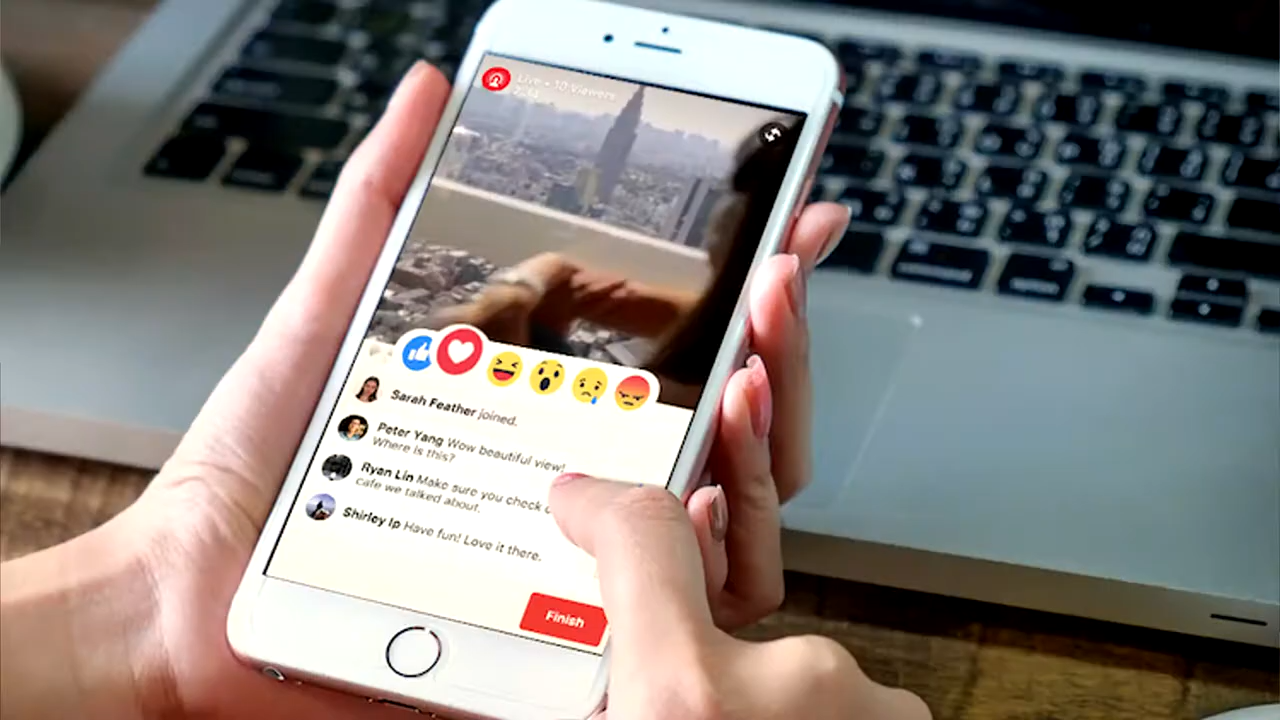 Live • 10 Viewers
Sarah Feather joined.
Peter Yang Wow beautiful view!
Where is this?
Ryan Lin Make sure you check
Cafe we talked about.
Shirley Ip Have fun! Love it there.
Finish